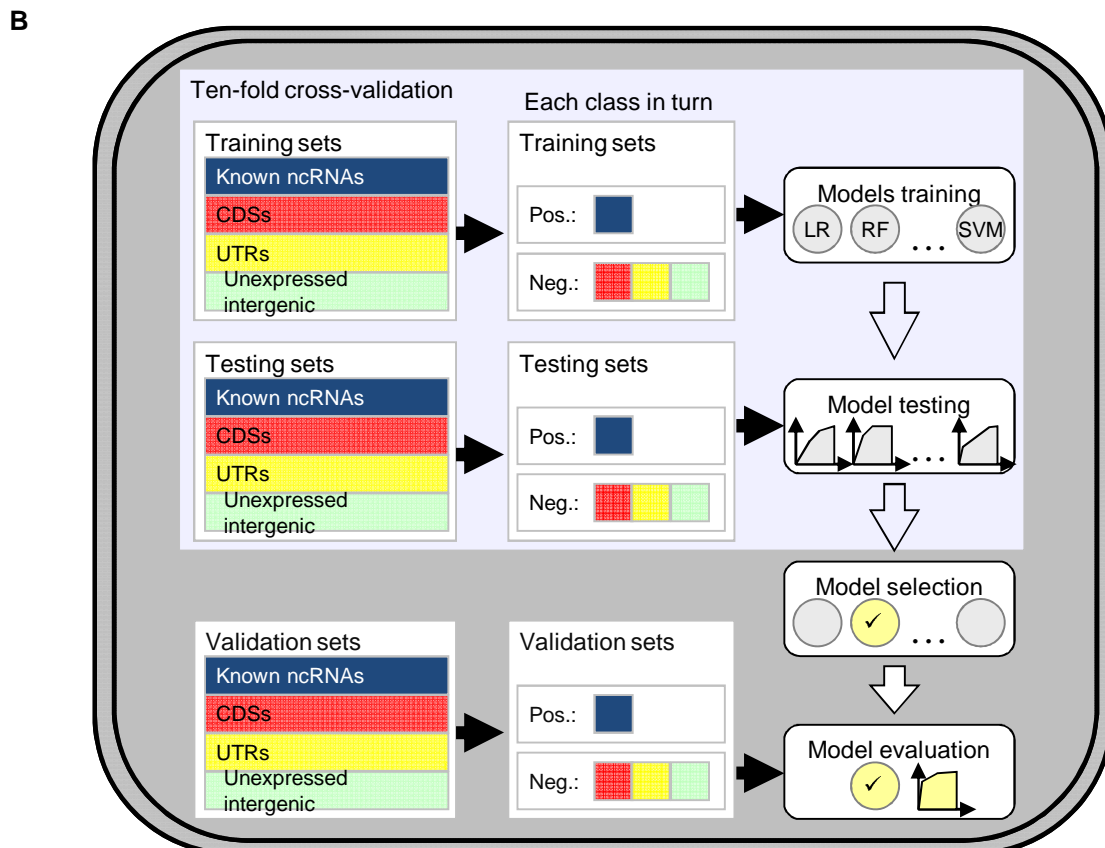 B
Ten-fold cross-validation
Each class in turn
Training sets
Known ncRNAs
CDSs
UTRs
Unexpressed
intergenic
Training sets
Pos.:
Neg.:
Models training
LR RF ... SVM
Testing sets
Known ncRNAs
CDSs
UTRs
Unexpressed
intergenic
Testing sets
Pos.:
Neg.:
Model testing
...
Model selection
✓ ...
Validation sets
Known ncRNAs
CDSs
UTRs
Unexpressed
intergenic
Validation sets
Pos.:
Neg.:
Model evaluation
✓